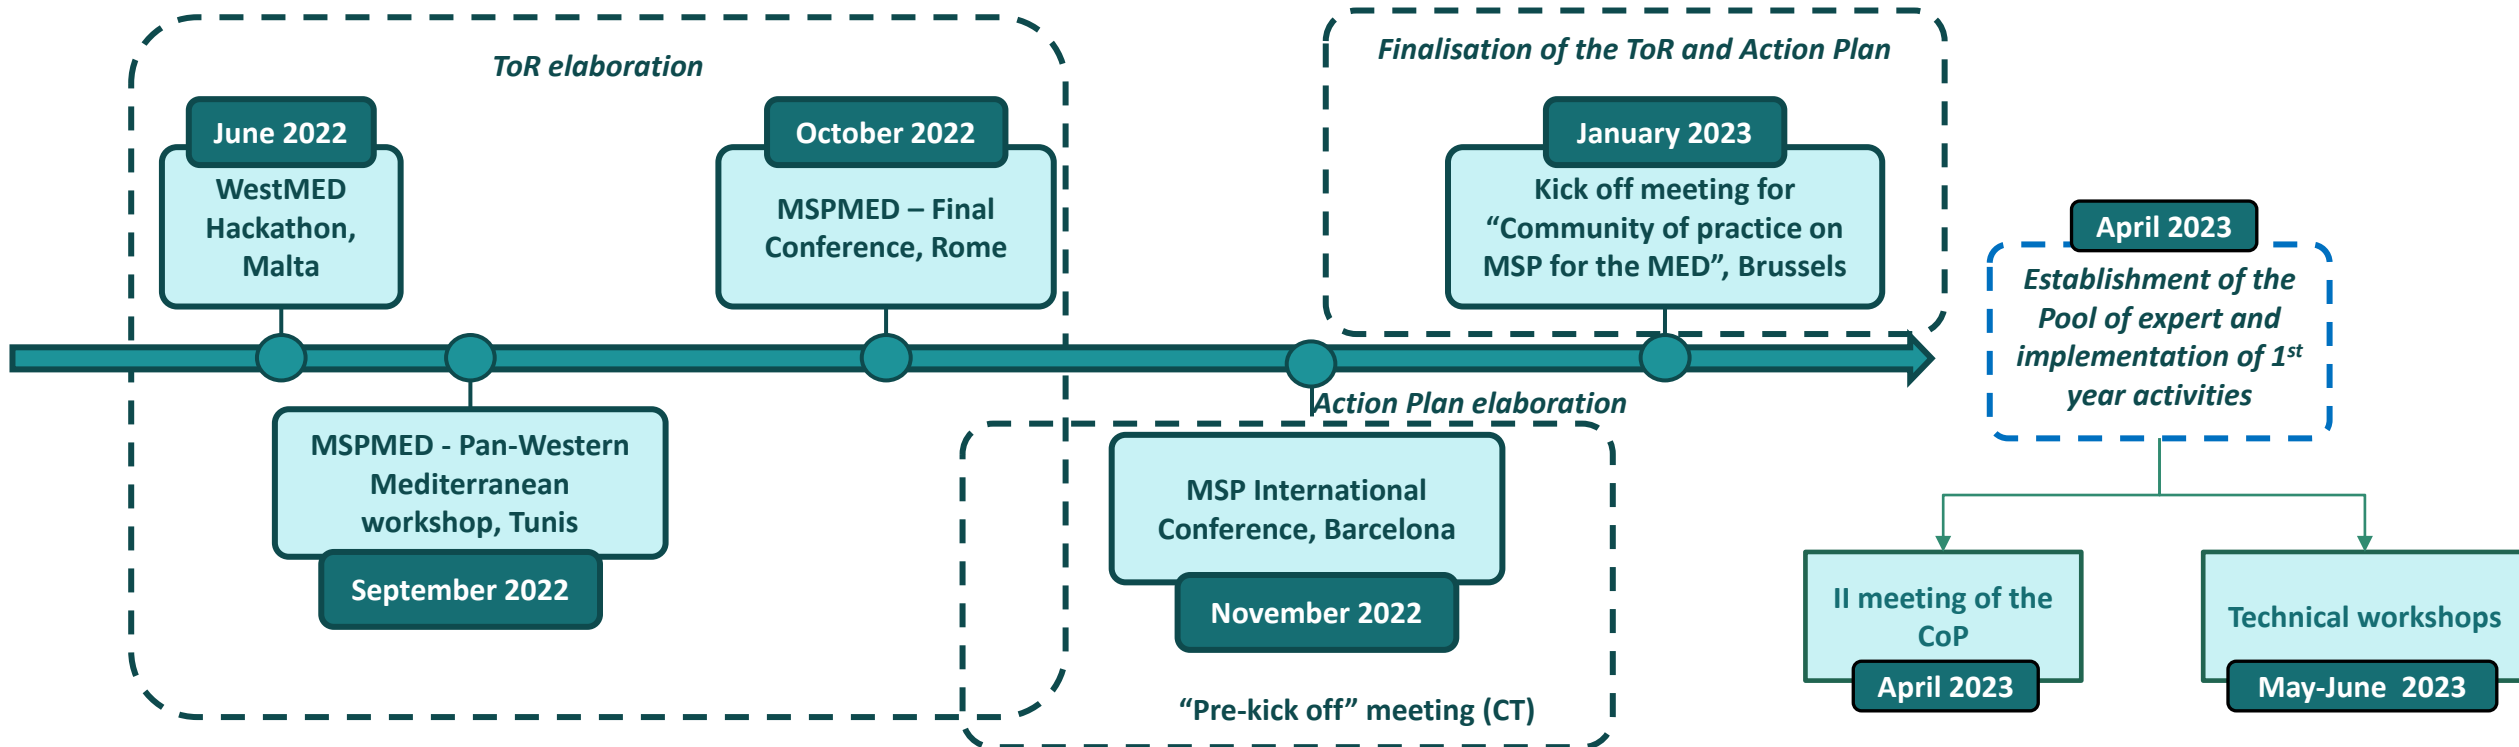 ToR elaboration
June 2022
WestMED
Hackathon,
Malta
October 2022
MSPMED – Final
Conference, Rome
MSPMED - Pan-Western
Mediterranean
workshop, Tunis
September 2022
Finalisation of the ToR and Action Plan
January 2023
Kick off meeting for
“Community of practice on
MSP for the MED”, Brussels
Action Plan elaboration
MSP International
Conference, Barcelona
November 2022
“Pre-kick off” meeting (CT)
April 2023
Establishment of the
Pool of expert and
implementation of 1st
year activities
II meeting of the
CoP
April 2023
Technical workshops
May-June 2023